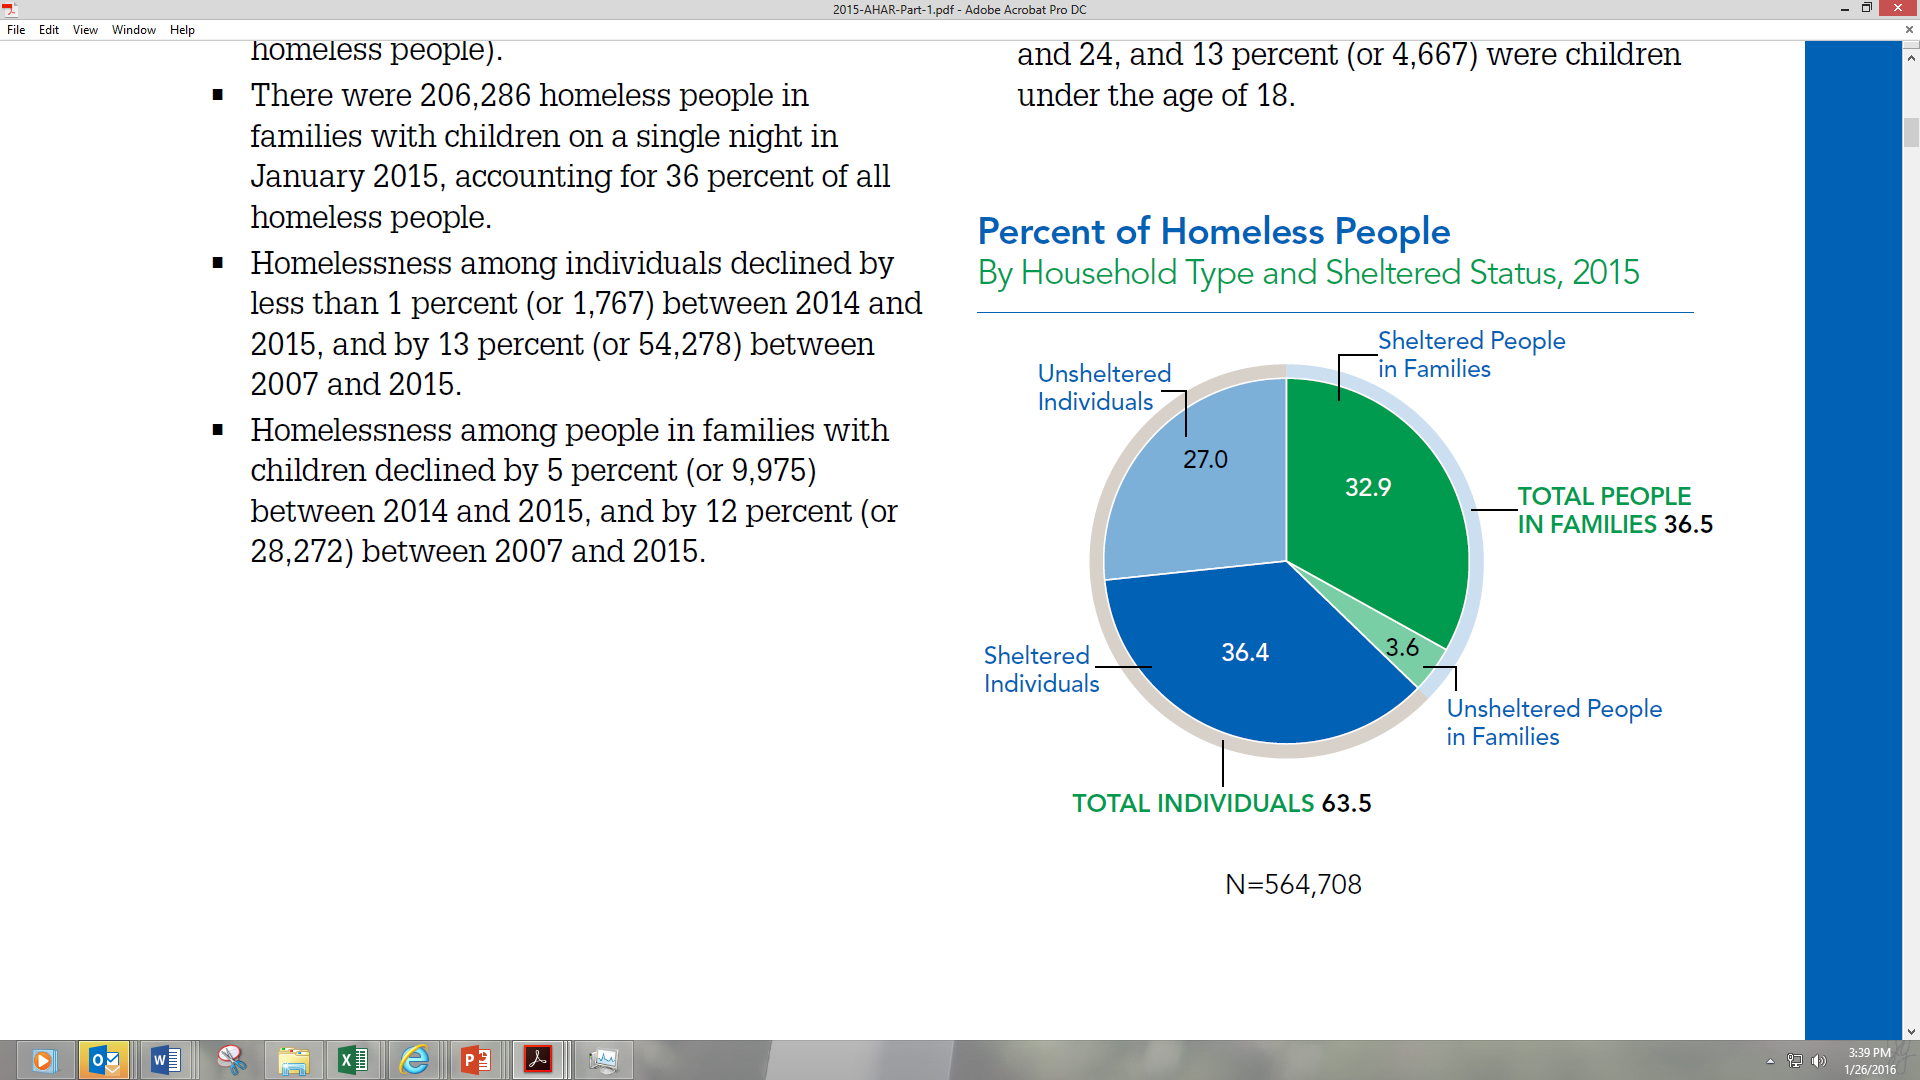 2015-AHAR-Part-1.pdf - Adobe Acrobat Pro DC
File Edit View Window Help
homeless people).
▪ There were 206,286 homeless people in
families with children on a single night in
January 2015, accounting for 36 percent of all
homeless people.
▪ Homelessness among individuals declined by
less than 1 percent (or 1,767) between 2014 and
2015, and by 13 percent (or 54,278) between
2007 and 2015.
▪ Homelessness among people in families with
children declined by 5 percent (or 9,975)
between 2014 and 2015, and by 12 percent (or
28,272) between 2007 and 2015.
and 24, and 13 percent (or 4,667) were children
under the age of 18.
Percent of Homeless People
By Household Type and Sheltered Status, 2015
Sheltered People
in Families
Unsheltered
Individuals
27.0
32.9
TOTAL PEOPLE
IN FAMILIES 36.5
3.6
36.4
Sheltered
Individuals
Unsheltered People
in Families
TOTAL INDIVIDUALS 63.5
N=564,708
3:39 PM
1/26/2016